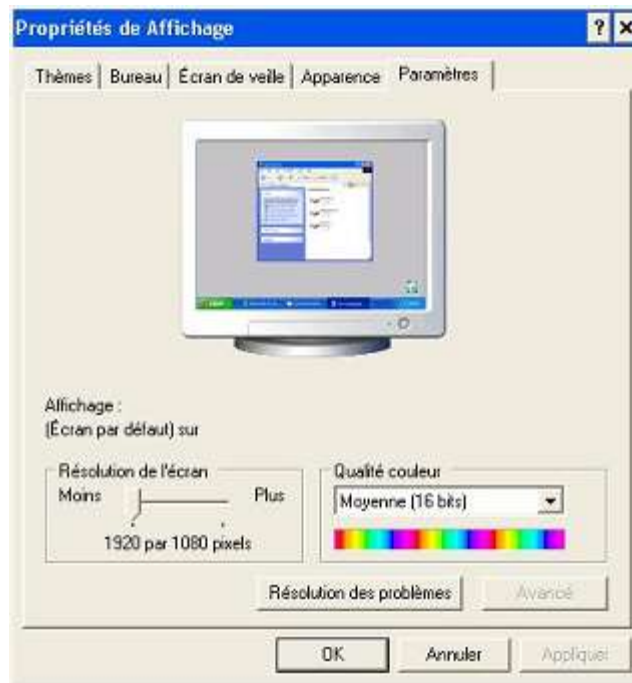 Propriétés de Affichage
Thèmes Bureau Écran de veille Apparence Paramètres
Affichage :
(Écran par défaut) sur
Résolution de l'écran
Moins Plus
1920 par 1080 pixels
Qualité couleur
Moyenne (16 bits)
Résolution des problèmes Avancé
OK Annuler Appliquer